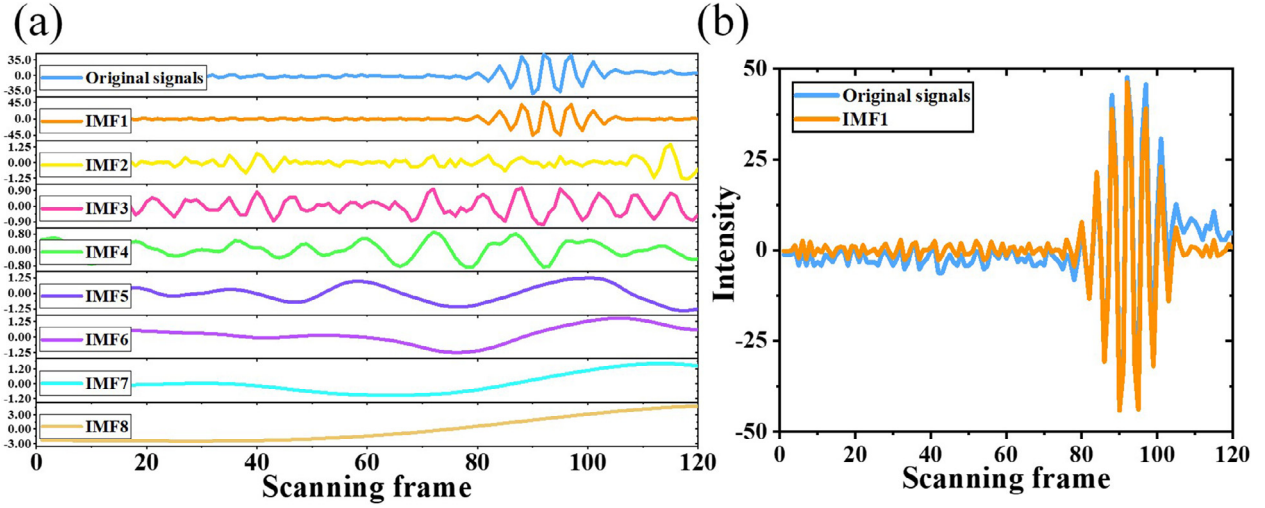 (a)
35.0
0.0
-35.0
Original signals
45.0
0.0
-45.0
IMF1
1.25
0.00
-1.25
IMF2
0.90
0.00
-0.90
IMF3
0.80
0.00
-0.80
IMF4
1.25
0.00
-1.25
IMF5
1.25
0.00
-1.25
IMF6
1.20
0.00
-1.20
IMF7
3.00
0.00
-3.00
IMF8
0 20 40 60 80 100 120
Scanning frame
(b)
Original signals
IMF1
50
25
0
-25
-50
Intensity
0 20 40 60 80 100 120
Scanning frame